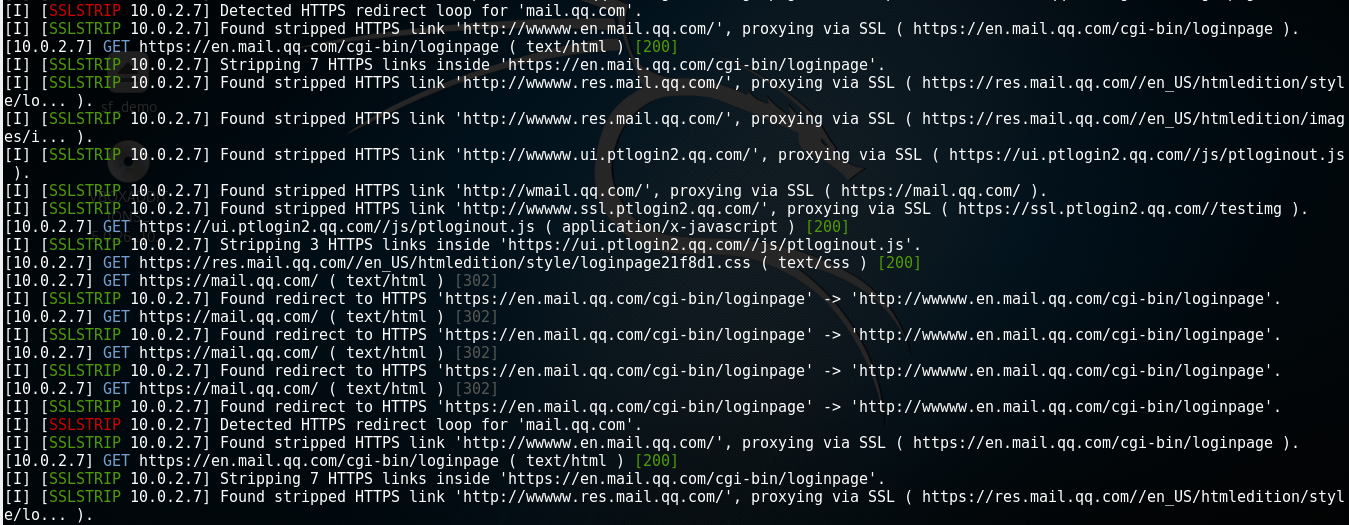 [I] [SSLSTRIP 10.0.2.7] Detected HTTPS redirect loop for 'mail.qq.com'.
[I] [SSLSTRIP 10.0.2.7] Found stripped HTTPS link 'http://wwwww.en.mail.qq.com/', proxying via SSL ( https://en.mail.qq.com/cgi-bin/loginpage ).
[10.0.2.7] GET https://en.mail.qq.com/cgi-bin/loginpage ( text/html ) [200]
[I] [SSLSTRIP 10.0.2.7] Stripping 7 HTTPS links inside 'https://en.mail.qq.com/cgi-bin/loginpage'.
[I] [SSLSTRIP 10.0.2.7] Found stripped HTTPS link 'http://wwwww.res.mail.qq.com/', proxying via SSL ( https://res.mail.qq.com//en_US/htmledition/styl
e/lo... ).
sf_demo
[I] [SSLSTRIP 10.0.2.7] Found stripped HTTPS link 'http://wwwww.res.mail.qq.com/', proxying via SSL ( https://res.mail.qq.com//en_US/htmledition/imag
es/i... ).
[I] [SSLSTRIP 10.0.2.7] Found stripped HTTPS link 'http://wwwww.ui.ptlogin2.qq.com/', proxying via SSL ( https://ui.ptlogin2.qq.com//js/ptloginout.js
 ).
[I] [SSLSTRIP 10.0.2.7] Found stripped HTTPS link 'http://wmail.qq.com/', proxying via SSL ( https://mail.qq.com/ ).
[I] [SSLSTRIP 10.0.2.7] Found stripped HTTPS link 'http://wwwww.ssl.ptlogin2.qq.com/', proxying via SSL ( https://ssl.ptlogin2.qq.com//testimg ).
[10.0.2.7] GET https://ui.ptlogin2.qq.com//js/ptloginout.js ( application/x-javascript ) [200]
[I] [SSLSTRIP 10.0.2.7] Stripping 3 HTTPS links inside 'https://ui.ptlogin2.qq.com//js/ptloginout.js'.
[10.0.2.7] GET https://res.mail.qq.com//en_US/htmledition/style/loginpage21f8d1.css ( text/css ) [200]
[10.0.2.7] GET https://mail.qq.com/ ( text/html ) [302]
[I] [SSLSTRIP 10.0.2.7] Found redirect to HTTPS 'https://en.mail.qq.com/cgi-bin/loginpage' -> 'http://wwwww.en.mail.qq.com/cgi-bin/loginpage'.
[10.0.2.7] GET https://mail.qq.com/ ( text/html ) [302]
[I] [SSLSTRIP 10.0.2.7] Found redirect to HTTPS 'https://en.mail.qq.com/cgi-bin/loginpage' -> 'http://wwwww.en.mail.qq.com/cgi-bin/loginpage'.
[10.0.2.7] GET https://mail.qq.com/ ( text/html ) [302]
[I] [SSLSTRIP 10.0.2.7] Found redirect to HTTPS 'https://en.mail.qq.com/cgi-bin/loginpage' -> 'http://wwwww.en.mail.qq.com/cgi-bin/loginpage'.
[10.0.2.7] GET https://mail.qq.com/ ( text/html ) [302]
[I] [SSLSTRIP 10.0.2.7] Found redirect to HTTPS 'https://en.mail.qq.com/cgi-bin/loginpage' -> 'http://wwwww.en.mail.qq.com/cgi-bin/loginpage'.
[I] [SSLSTRIP 10.0.2.7] Detected HTTPS redirect loop for 'mail.qq.com'.
[I] [SSLSTRIP 10.0.2.7] Found stripped HTTPS link 'http://wwwww.en.mail.qq.com/', proxying via SSL ( https://en.mail.qq.com/cgi-bin/loginpage ).
[10.0.2.7] GET https://en.mail.qq.com/cgi-bin/loginpage ( text/html ) [200]
[I] [SSLSTRIP 10.0.2.7] Stripping 7 HTTPS links inside 'https://en.mail.qq.com/cgi-bin/loginpage'.
[I] [SSLSTRIP 10.0.2.7] Found stripped HTTPS link 'http://wwwww.res.mail.qq.com/', proxying via SSL ( https://res.mail.qq.com//en_US/htmledition/styl
e/lo... ).